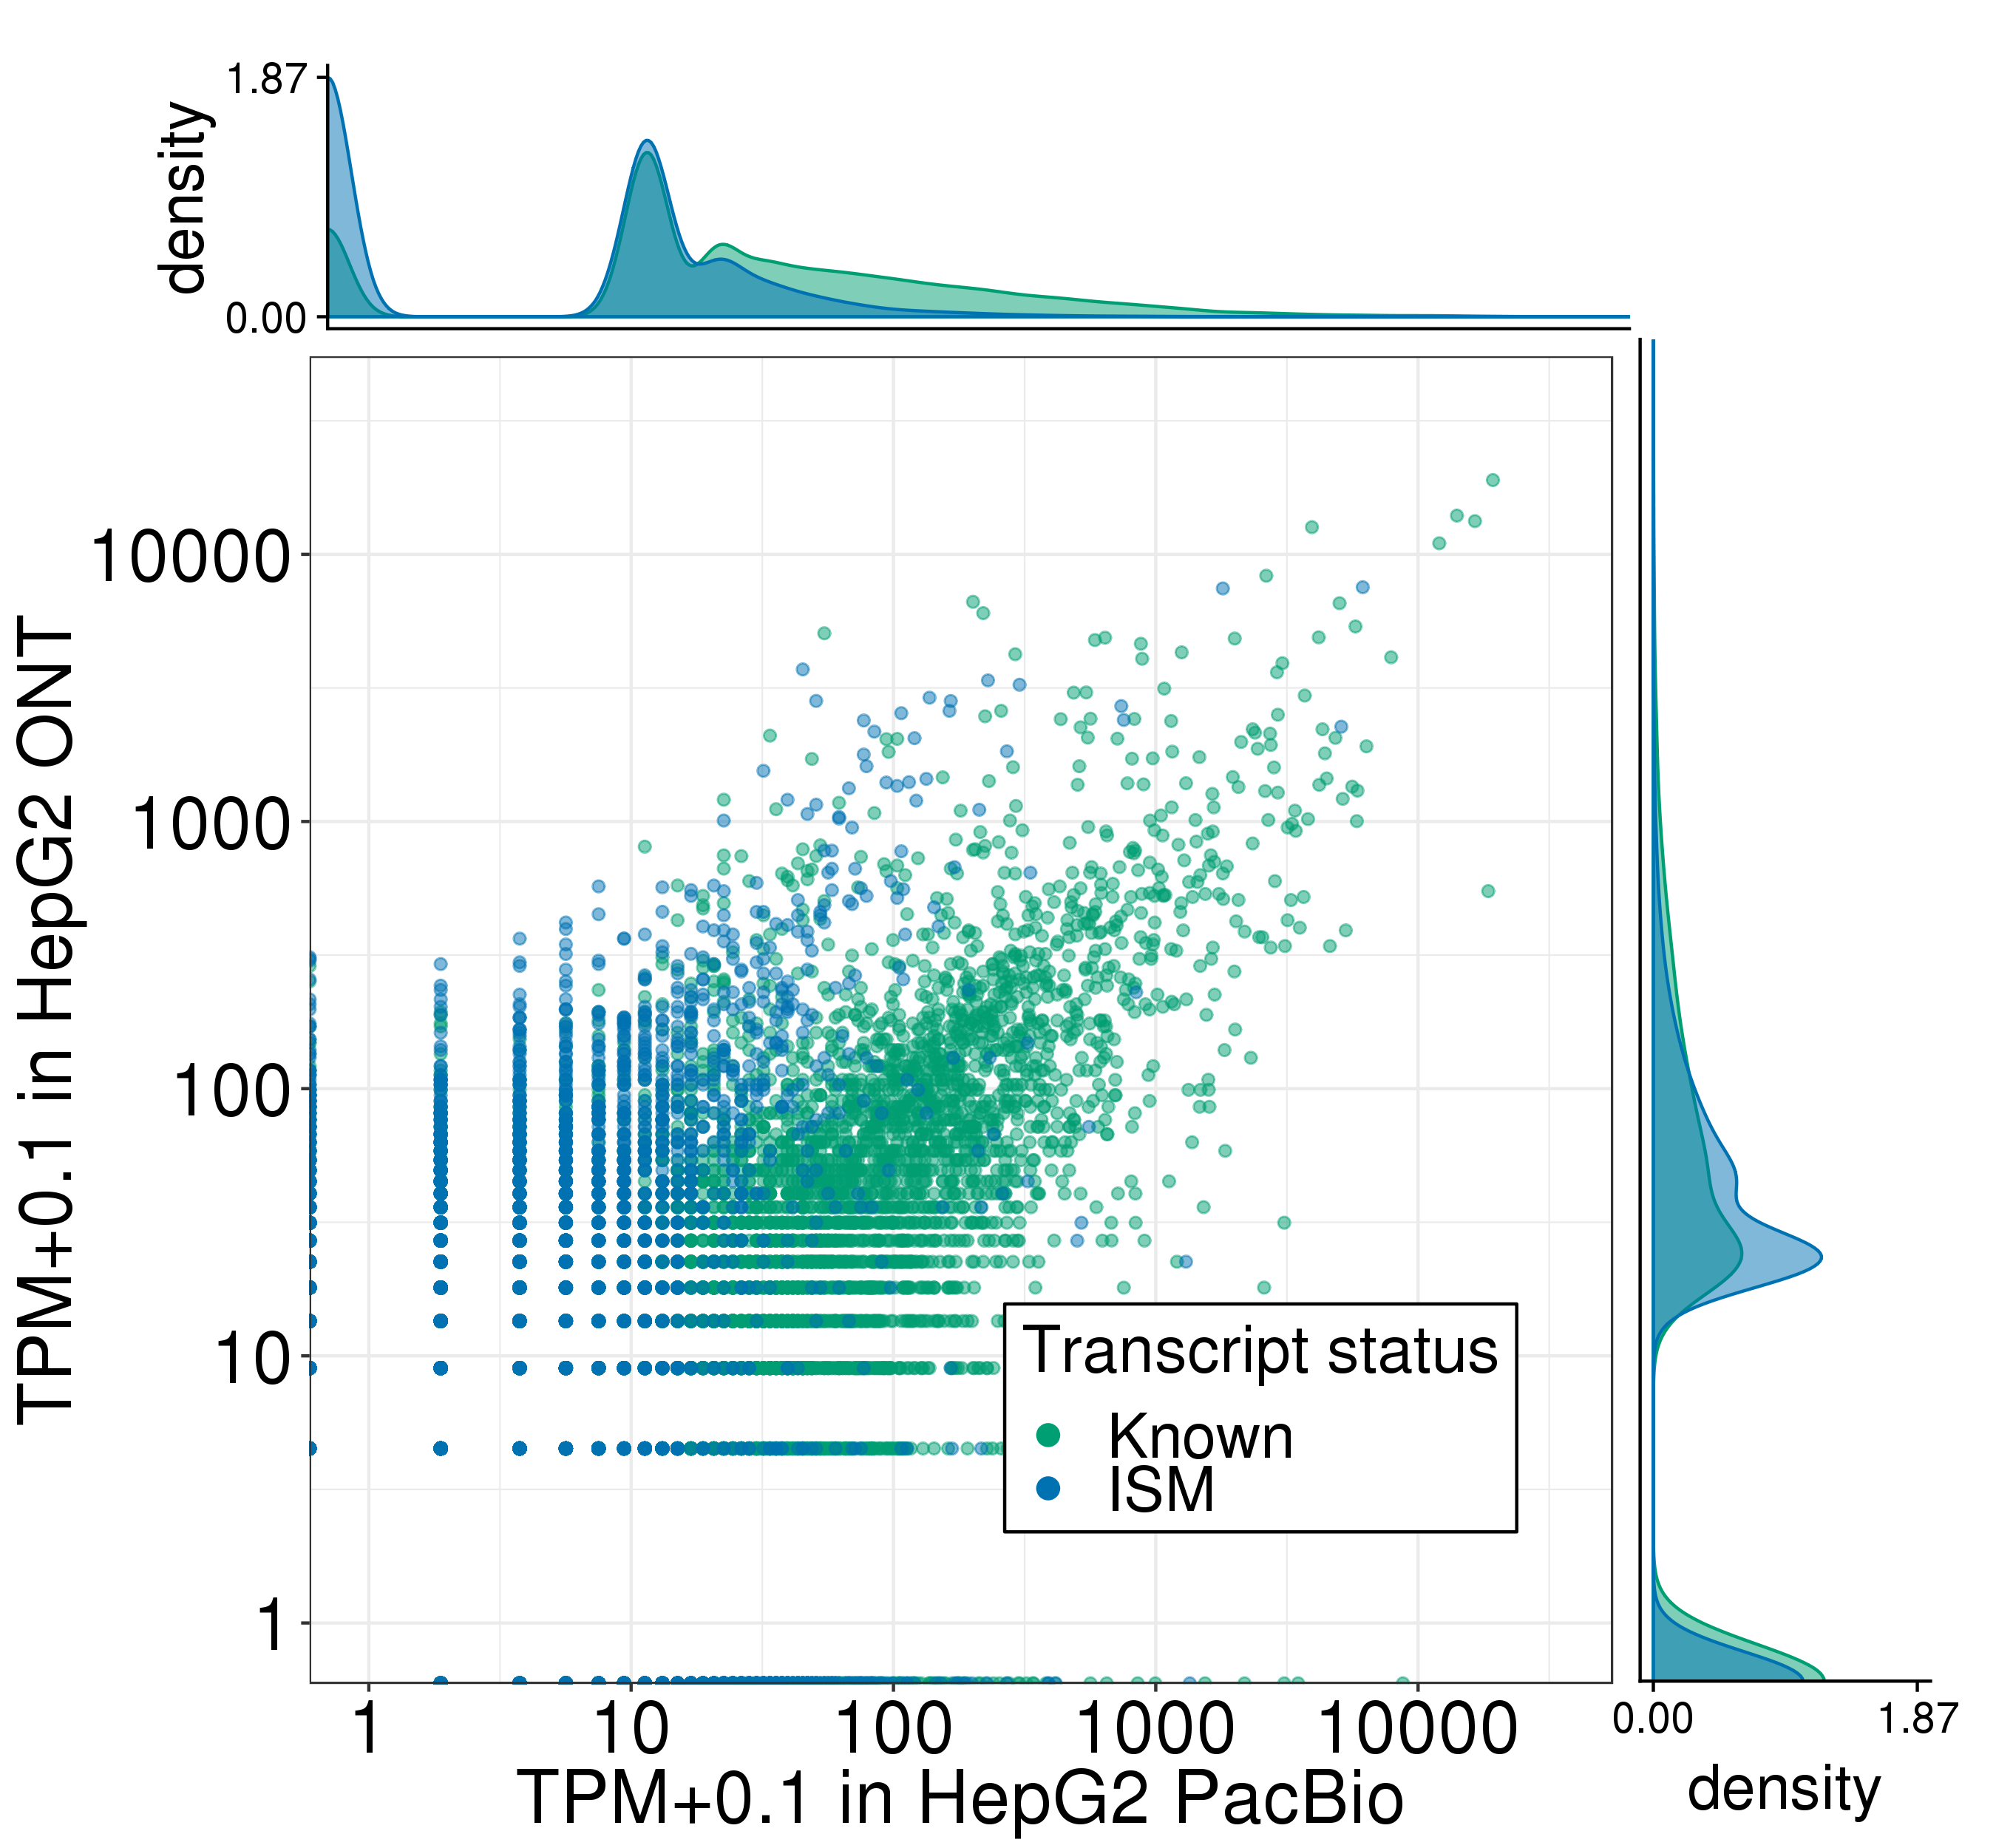 1.87
density
0.00
10000
1000
100
10
1
TPM+0.1 in HepG2 ONT
Transcript status
Known
ISM
1 10 100 1000 10000
TPM+0.1 in HepG2 PacBio
0.00 1.87
density